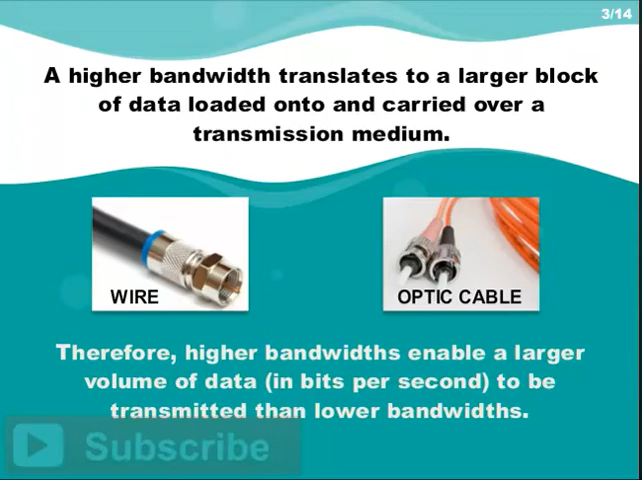 3/14
A higher bandwidth translates to a larger block
of data loaded onto and carried over a
transmission medium.
WIRE
OPTIC CABLE
Therefore, higher bandwidths enable a larger
volume of data (in bits per second) to be
transmitted than lower bandwidths.
Subscribe